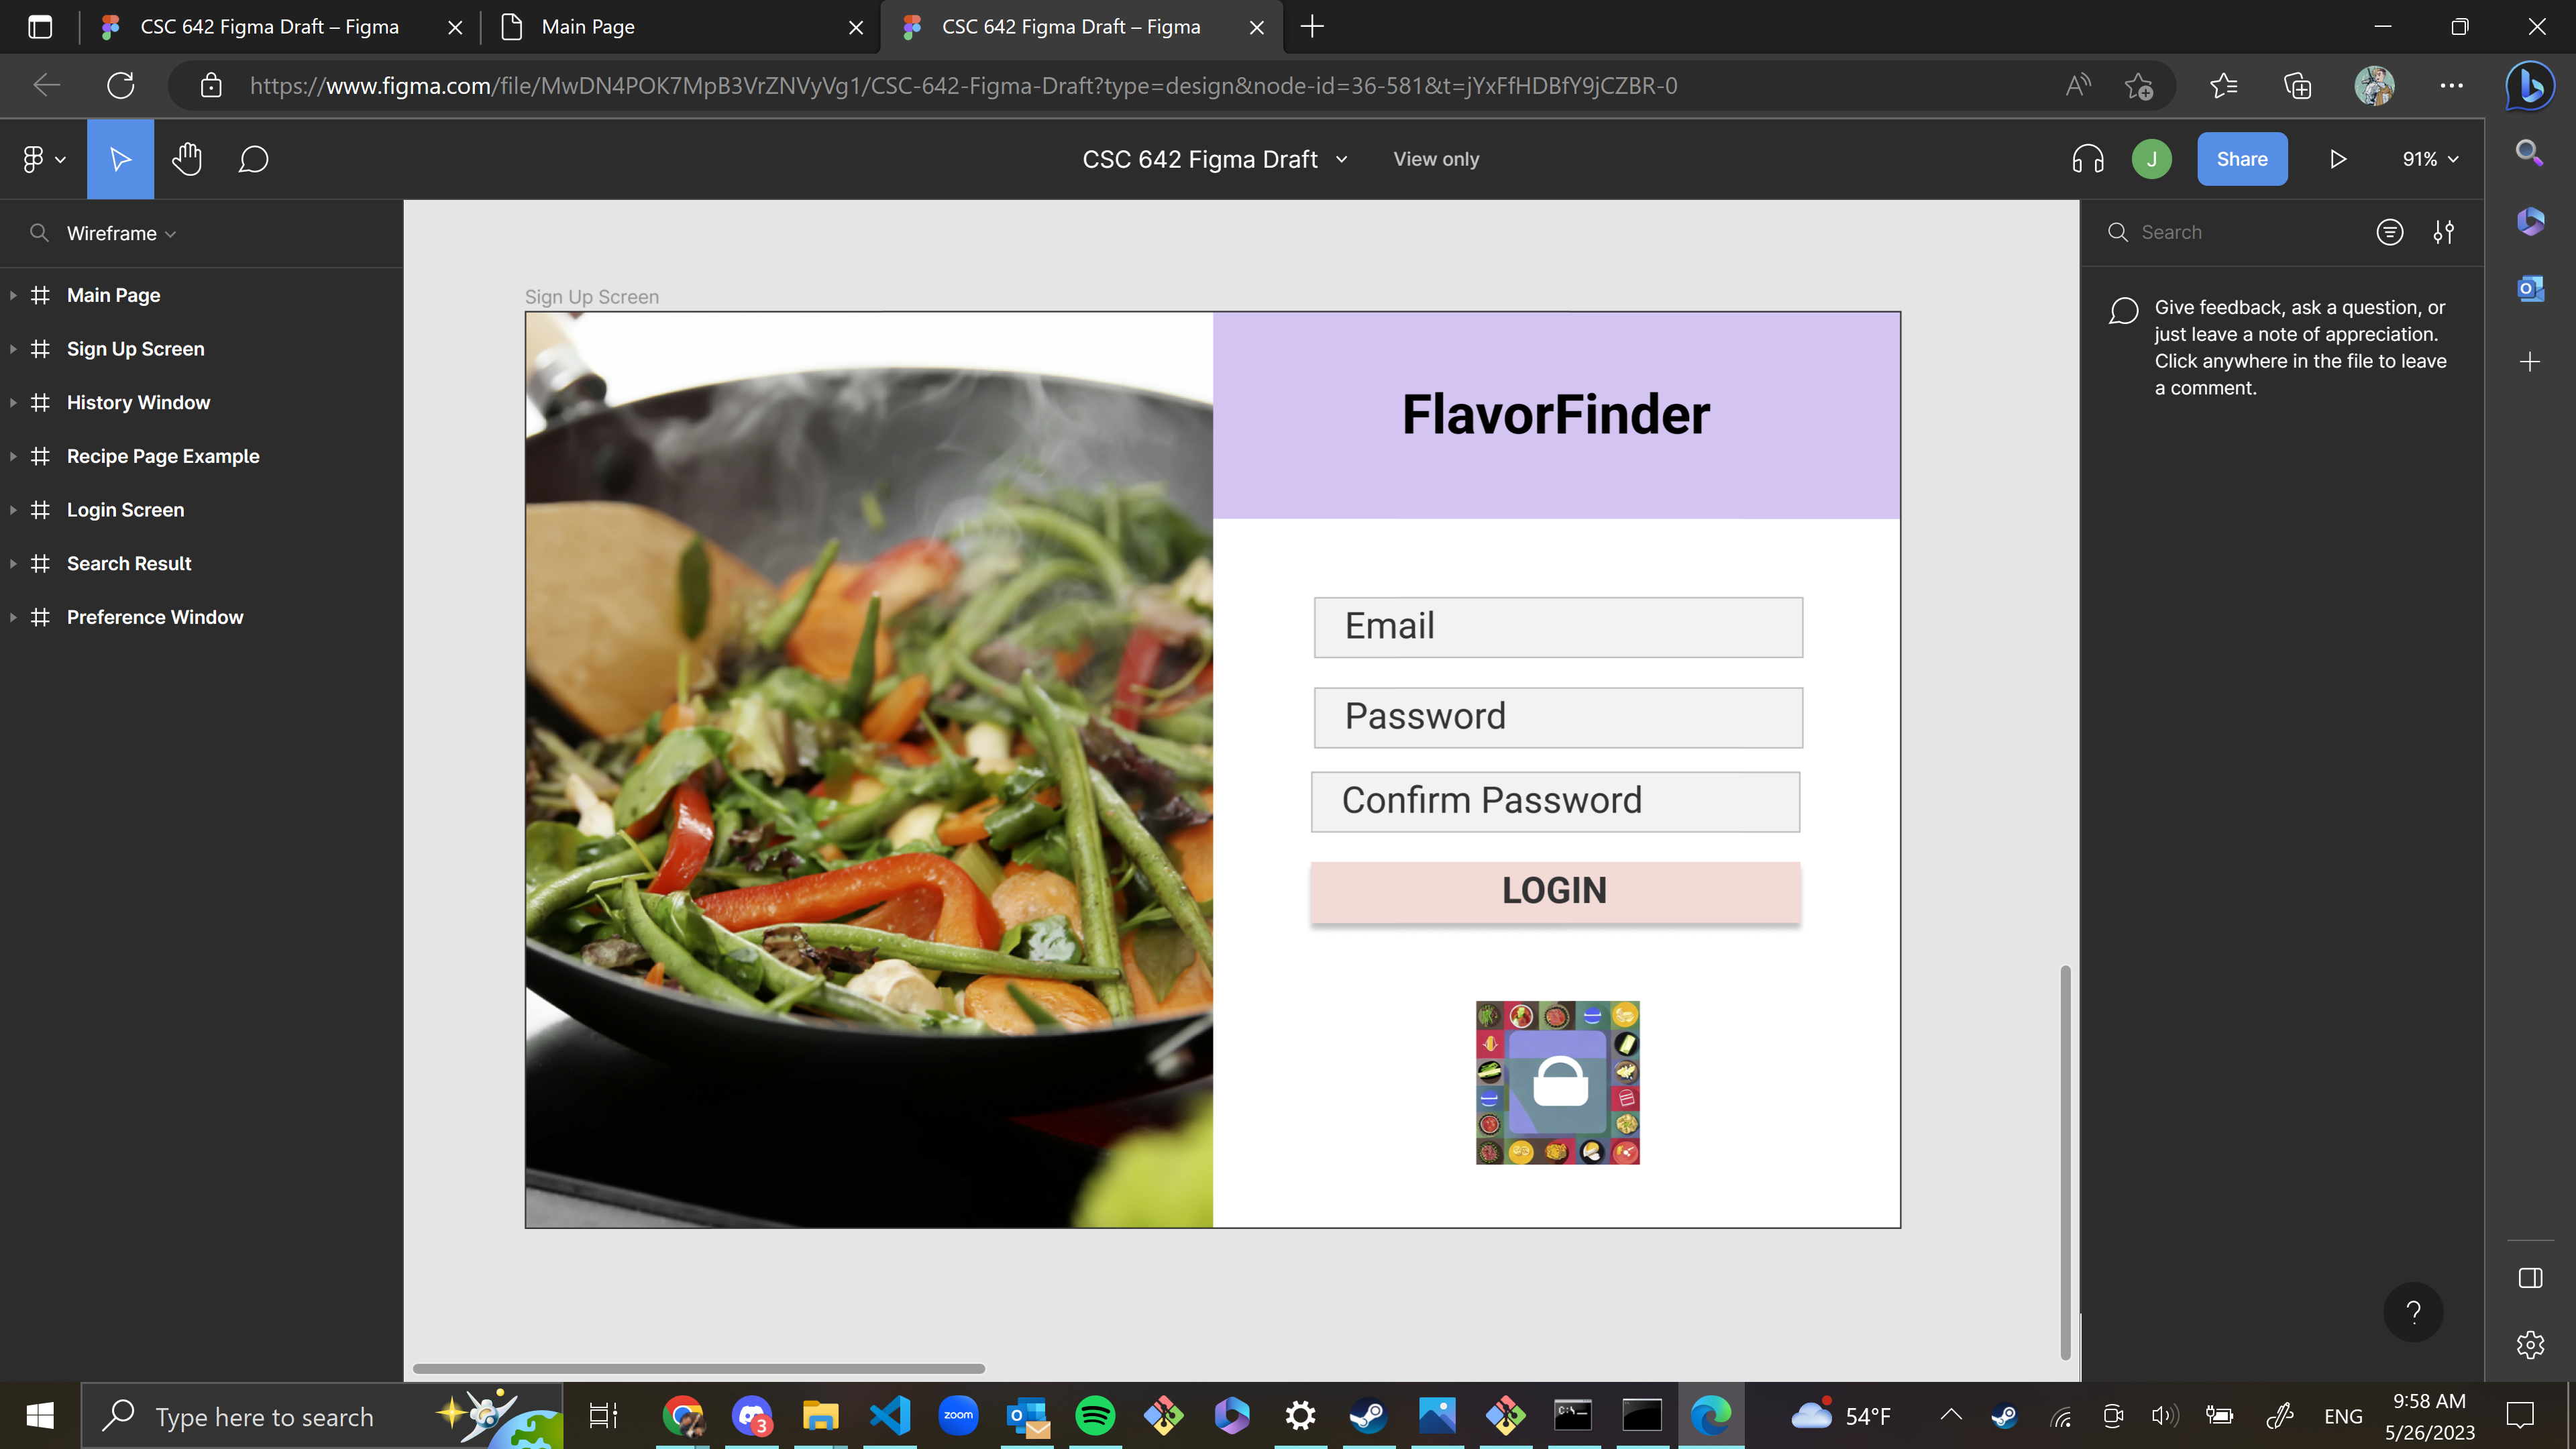 CSC 642 Figma Draft – Figma
Main Page
CSC 642 Figma Draft – Figma
https://www.figma.com/file/MwDN4POK7MpB3VrZNVyVg1/CSC-642-Figma-Draft?type=design&node-id=36-581&t=jYxFfHDBfY9jCZBR-0
CSC 642 Figma Draft
View only
J
Share
91%
Wireframe
Search
Main Page
Sign Up Screen
History Window
Recipe Page Example
Login Screen
Search Result
Preference Window
Sign Up Screen
FlavorFinder
Email
Password
Confirm Password
LOGIN
Give feedback, ask a question, or
just leave a note of appreciation.
Click anywhere in the file to leave
a comment.
?
Type here to search
3
zoom
54°F
ENG
9:58 AM
5/26/2023